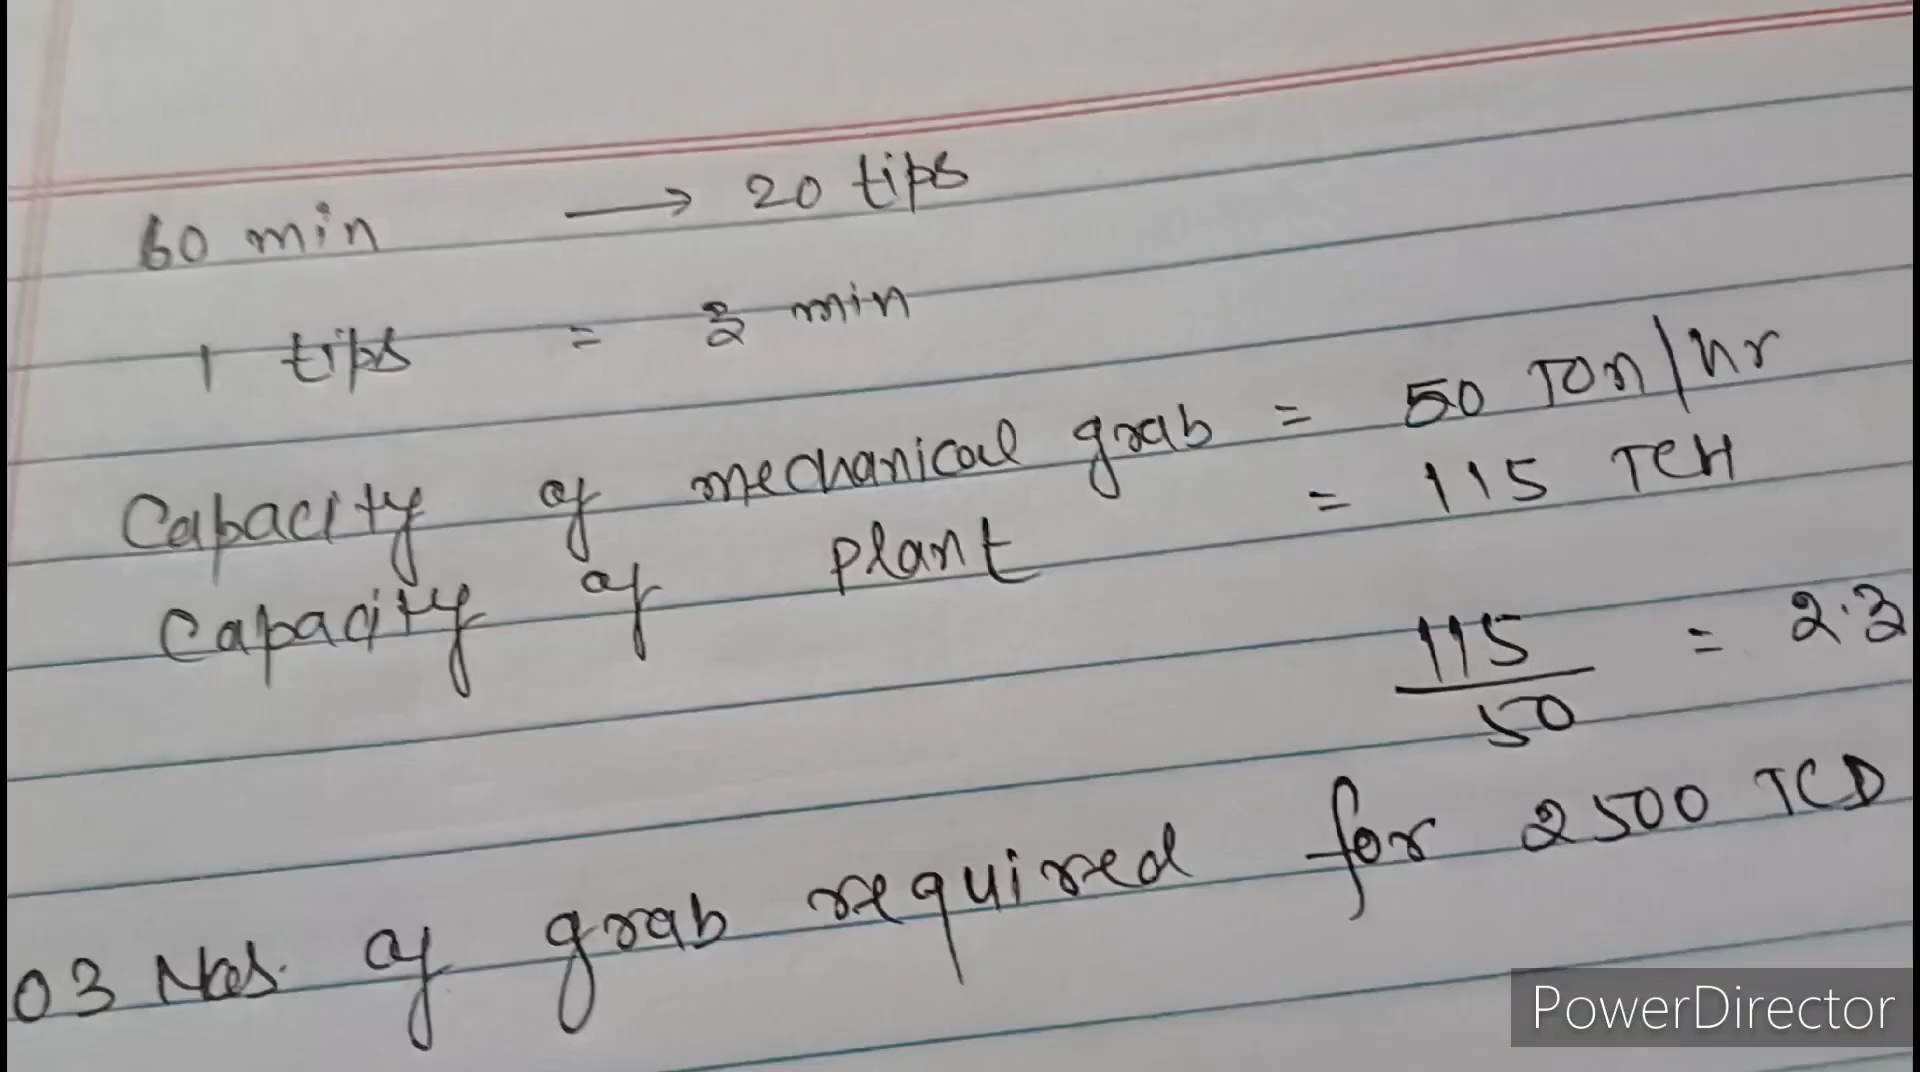 60 min → 20 tips
1 tips = 3 min
Capacity of mechanical grab = 50 Ton/hr
Capacity of plant = 115 TCH
115/50 = 2.3
03 Nos. of grab required for 2500 TCD
PowerDirector